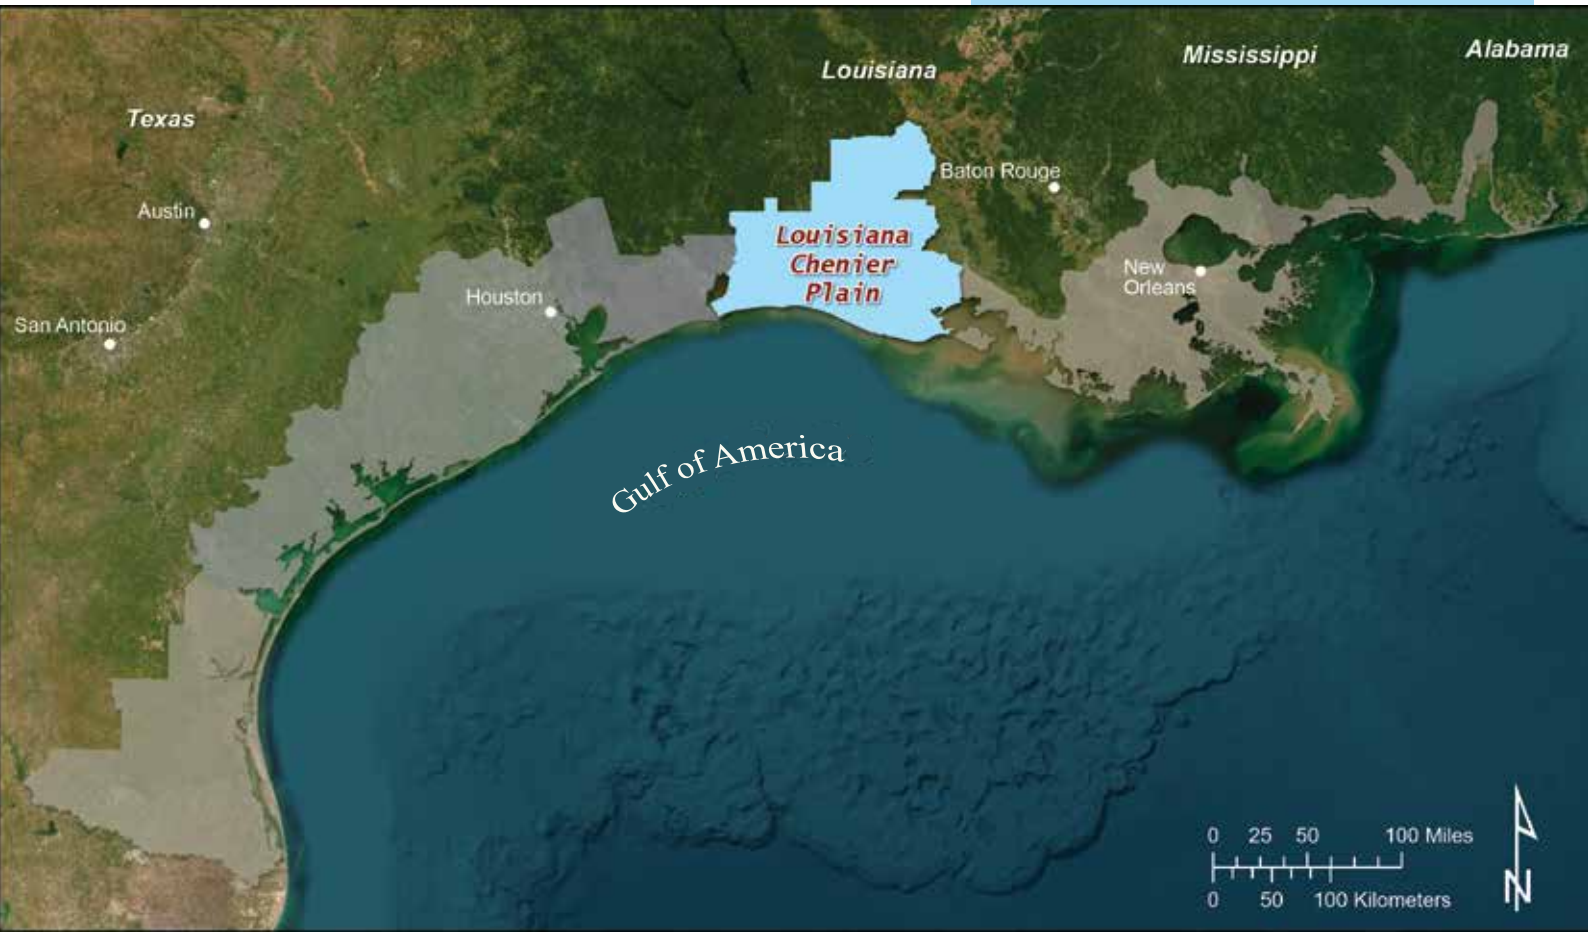 Louisiana
Mississippi
Alabama
Texas
Baton Rouge
Austin
Louisiana
Chenier
Plain
New
Orleans
Houston
San Antonio
Gulf of America
0 25 50 100 Miles
0 50 100 Kilometers
N